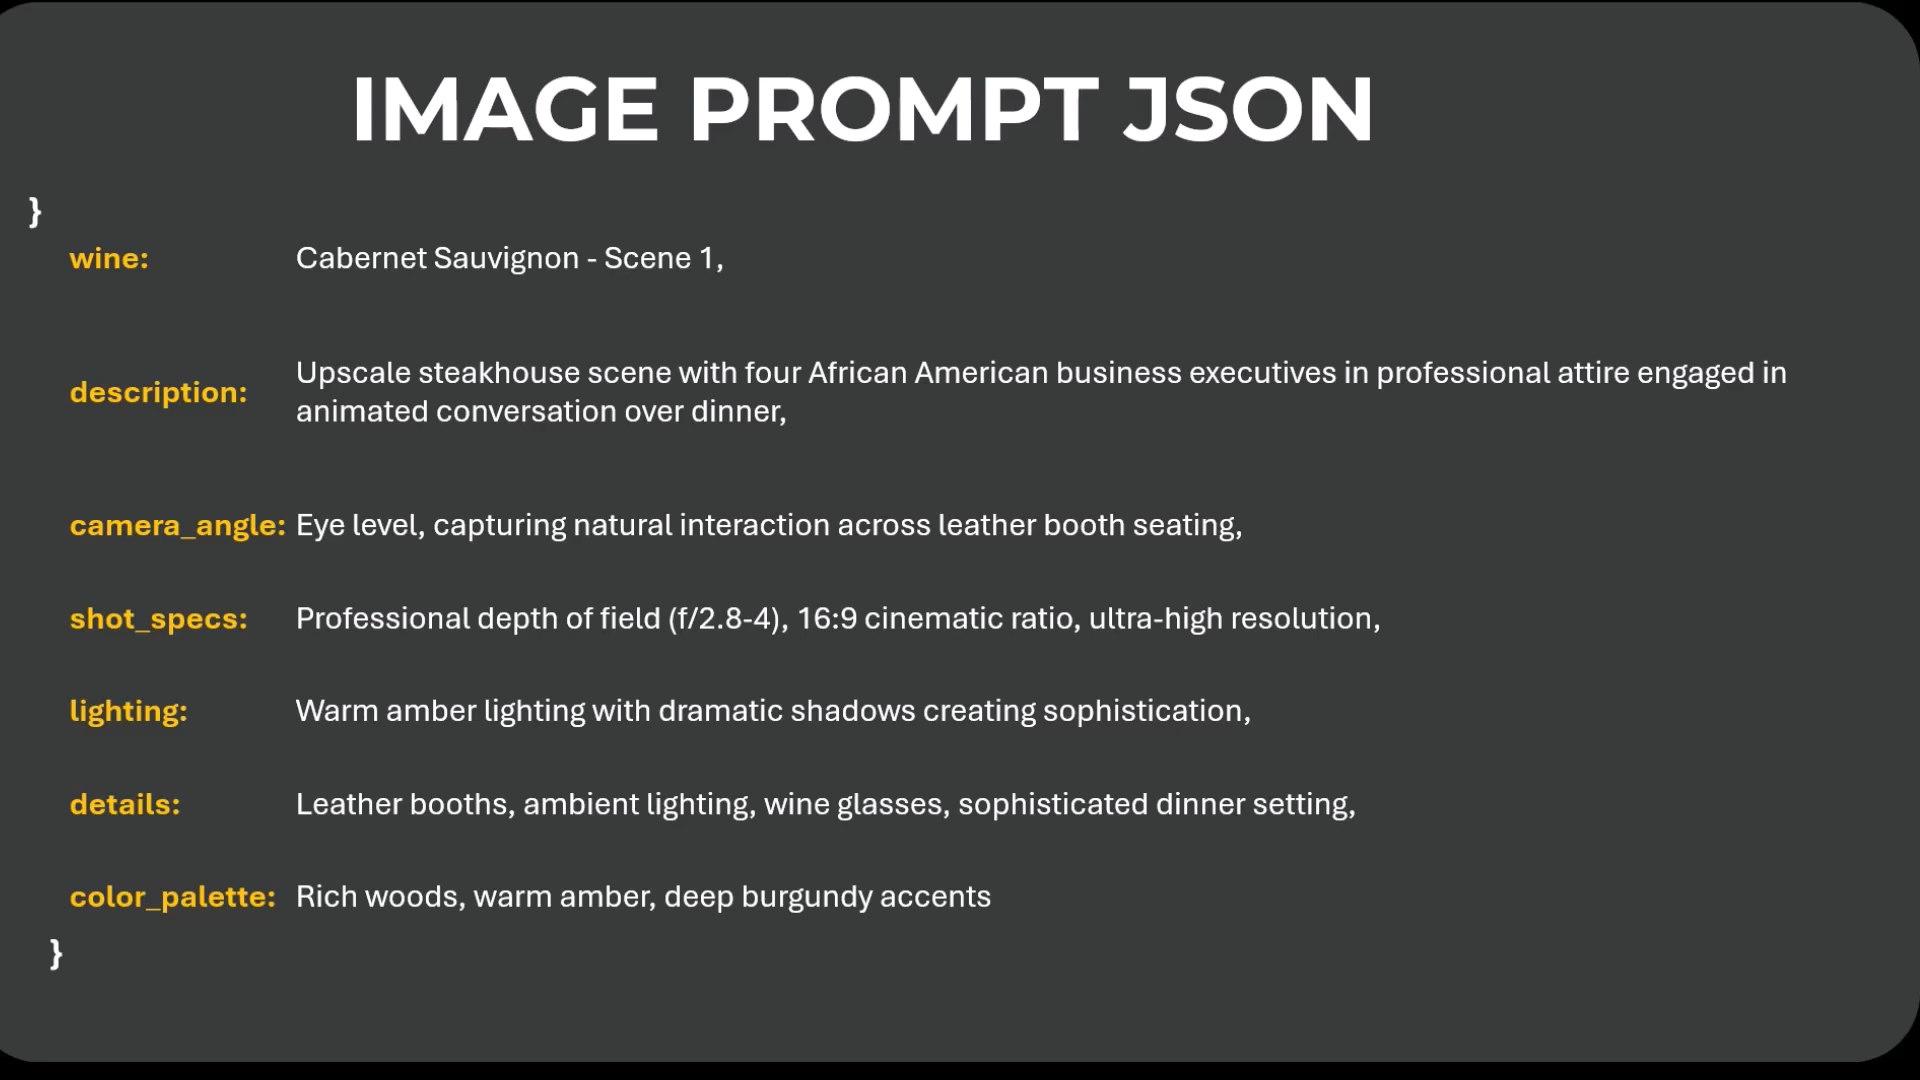 IMAGE PROMPT JSON
}
wine: Cabernet Sauvignon - Scene 1,
description: Upscale steakhouse scene with four African American business executives in professional attire engaged in
animated conversation over dinner,
camera_angle: Eye level, capturing natural interaction across leather booth seating,
shot_specs: Professional depth of field (f/2.8-4), 16:9 cinematic ratio, ultra-high resolution,
lighting: Warm amber lighting with dramatic shadows creating sophistication,
details: Leather booths, ambient lighting, wine glasses, sophisticated dinner setting,
color_palette: Rich woods, warm amber, deep burgundy accents
}